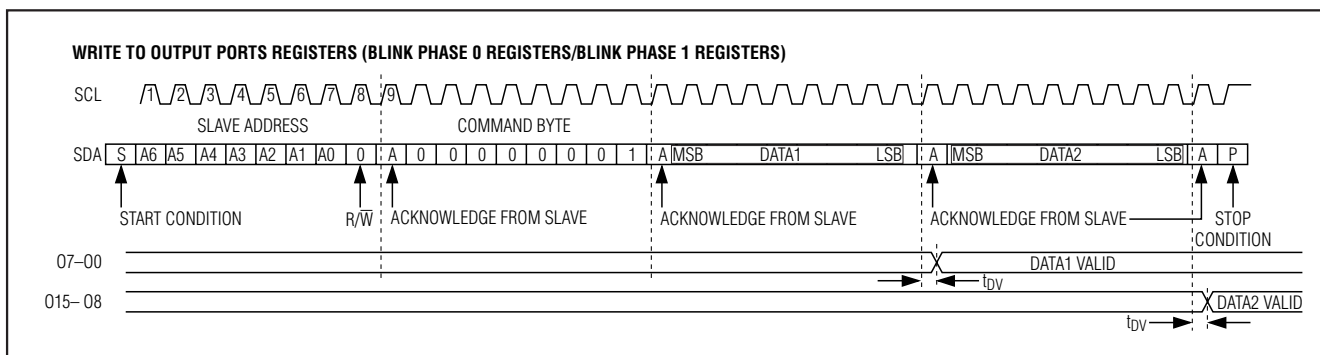 WRITE TO OUTPUT PORTS REGISTERS (BLINK PHASE 0 REGISTERS/BLINK PHASE 1 REGISTERS)
SCL 1 2 3 4 5 6 7 8 9
SLAVE ADDRESS COMMAND BYTE
SDA S A6 A5 A4 A3 A2 A1 A0 0 A 0 0 0 0 0 0 0 1 A MSB DATA1 LSB A MSB DATA2 LSB A P
START CONDITION R/W̅ ACKNOWLEDGE FROM SLAVE ACKNOWLEDGE FROM SLAVE ACKNOWLEDGE FROM SLAVE STOP
CONDITION
O7–O0 DATA1 VALID
tDV
O15–O8 DATA2 VALID
tDV